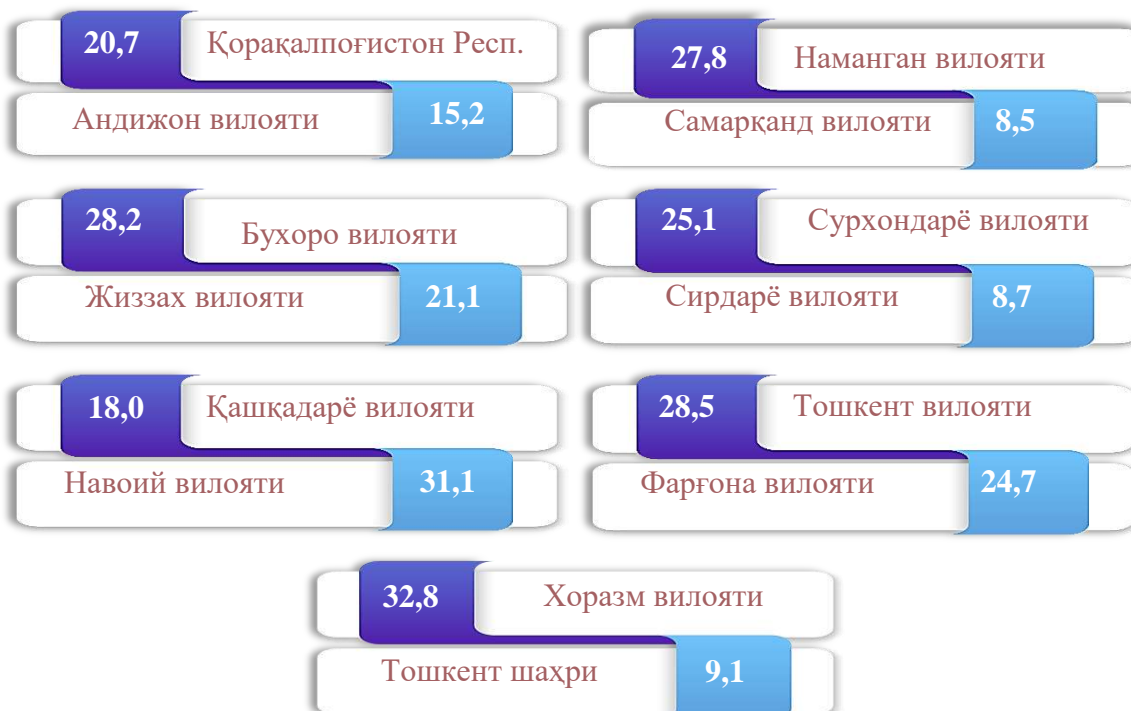 20,7 Қорақалпоғистон Респ.
Андижон вилояти 15,2
27,8 Наманган вилояти
Самарқанд вилояти 8,5
28,2 Бухоро вилояти
Жиззах вилояти 21,1
25,1 Сурхондарё вилояти
Сирдарё вилояти 8,7
18,0 Қашқадарё вилояти
Навоий вилояти 31,1
28,5 Тошкент вилояти
Фарғона вилояти 24,7
32,8 Хоразм вилояти
Тошкент шаҳри 9,1